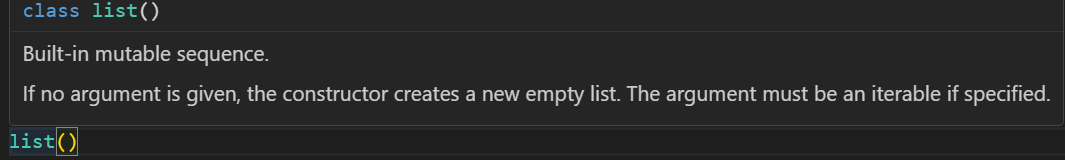 class list()
Built-in mutable sequence.
If no argument is given, the constructor creates a new empty list. The argument must be an iterable if specified.
list()